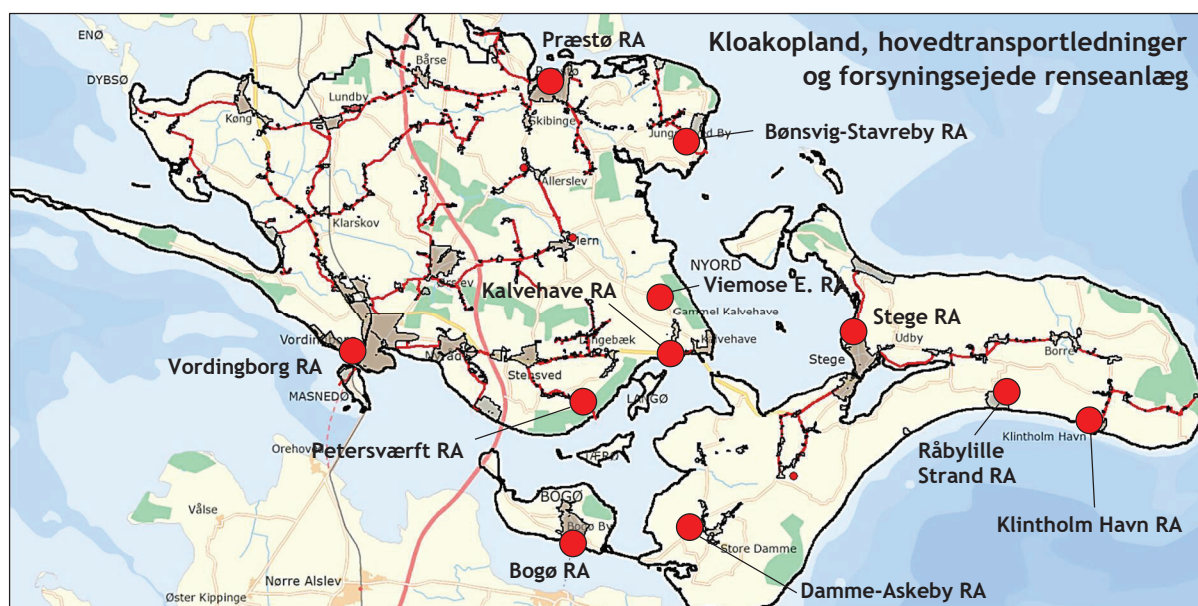 Kloakopland, hovedtransportledninger
og forsyningsejede renseanlæg
Præstø RA
ENØ
DYBSØ
Bårse
Lundby
Køng
Skibinge
Bønsvig-Stavreby RA
Allerslev
Klarskov
NYORD
Viemose E. RA
Kalvehave RA
Ørslev
Gammel Kalvehave
Stege RA
Udby
Vordingborg RA
Langebæk
Kalvehave
Stege
Borre
Stensved
MASNEDØ
LANGØ
Petersværft RA
Orehoved
Klintholm Havn
Råbylille
Strand RA
TÆRØ
BOGØ
Bogø By
Vålse
Klintholm Havn RA
Store Damme
Bogø RA
Nørre Alslev
Damme-Askeby RA
Øster Kippinge